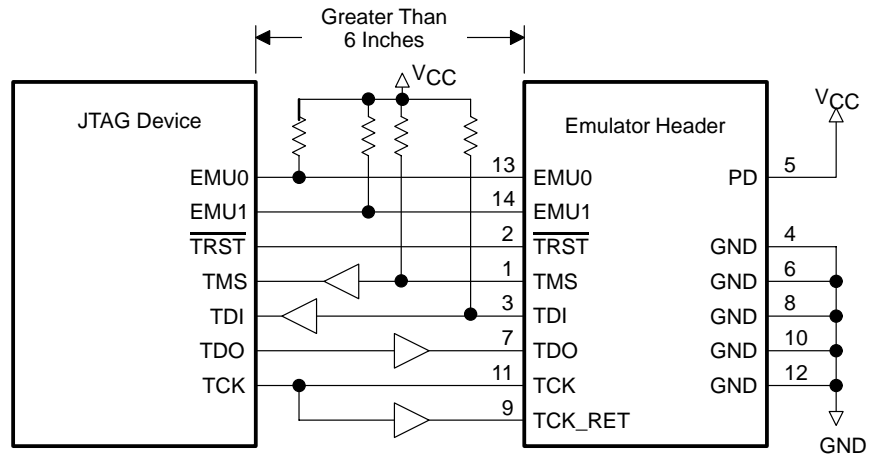 Greater Than
6 Inches
VCC
VCC
JTAG Device
Emulator Header
EMU0 13 EMU0 PD 5
EMU1 14 EMU1
TRST 2 TRST GND 4
TMS 1 TMS GND 6
TDI 3 TDI GND 8
TDO 7 TDO GND 10
TCK 11 TCK GND 12
9 TCK_RET
GND